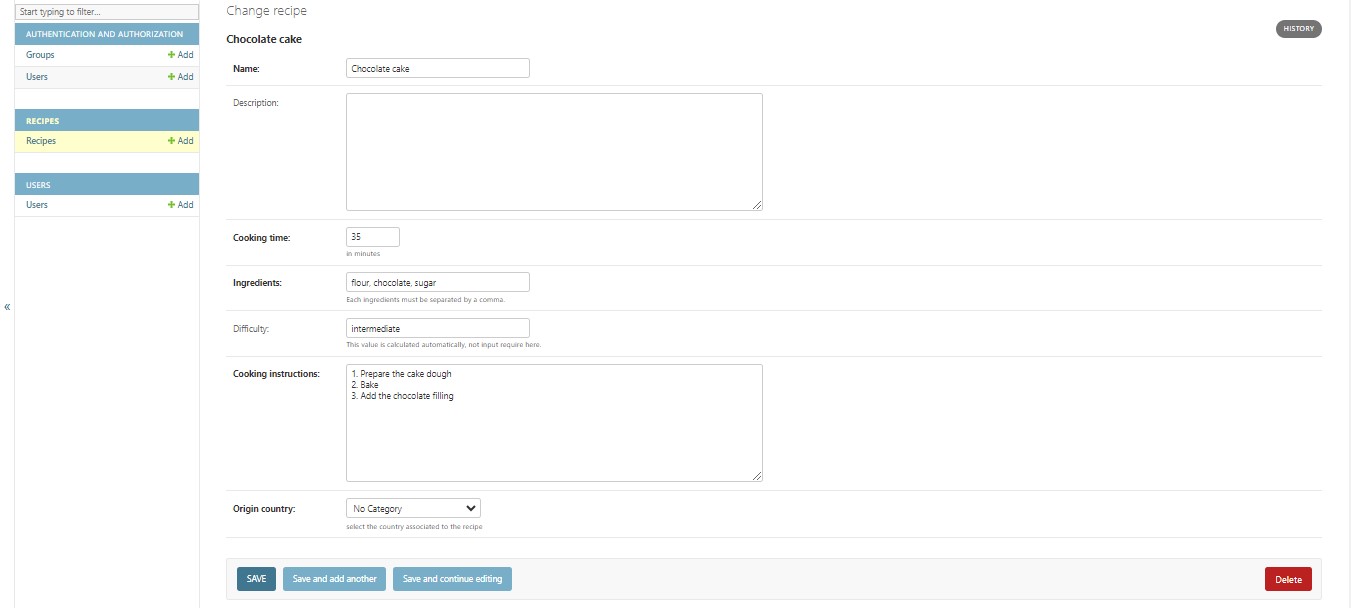 Start typing to filter...
AUTHENTICATION AND AUTHORIZATION
Groups + Add
Users + Add
RECIPES
Recipes + Add
USERS
Users + Add
«
Change recipe
HISTORY
Chocolate cake
Name: Chocolate cake
Description:
Cooking time: 35
in minutes
Ingredients: flour, chocolate, sugar
Each ingredients must be separated by a comma.
Difficulty: intermediate
This value is calculated automatically, not input require here.
Cooking instructions: 1. Prepare the cake dough
2. Bake
3. Add the chocolate filling
Origin country: No Category
select the country associated to the recipe
SAVE Save and add another Save and continue editing Delete